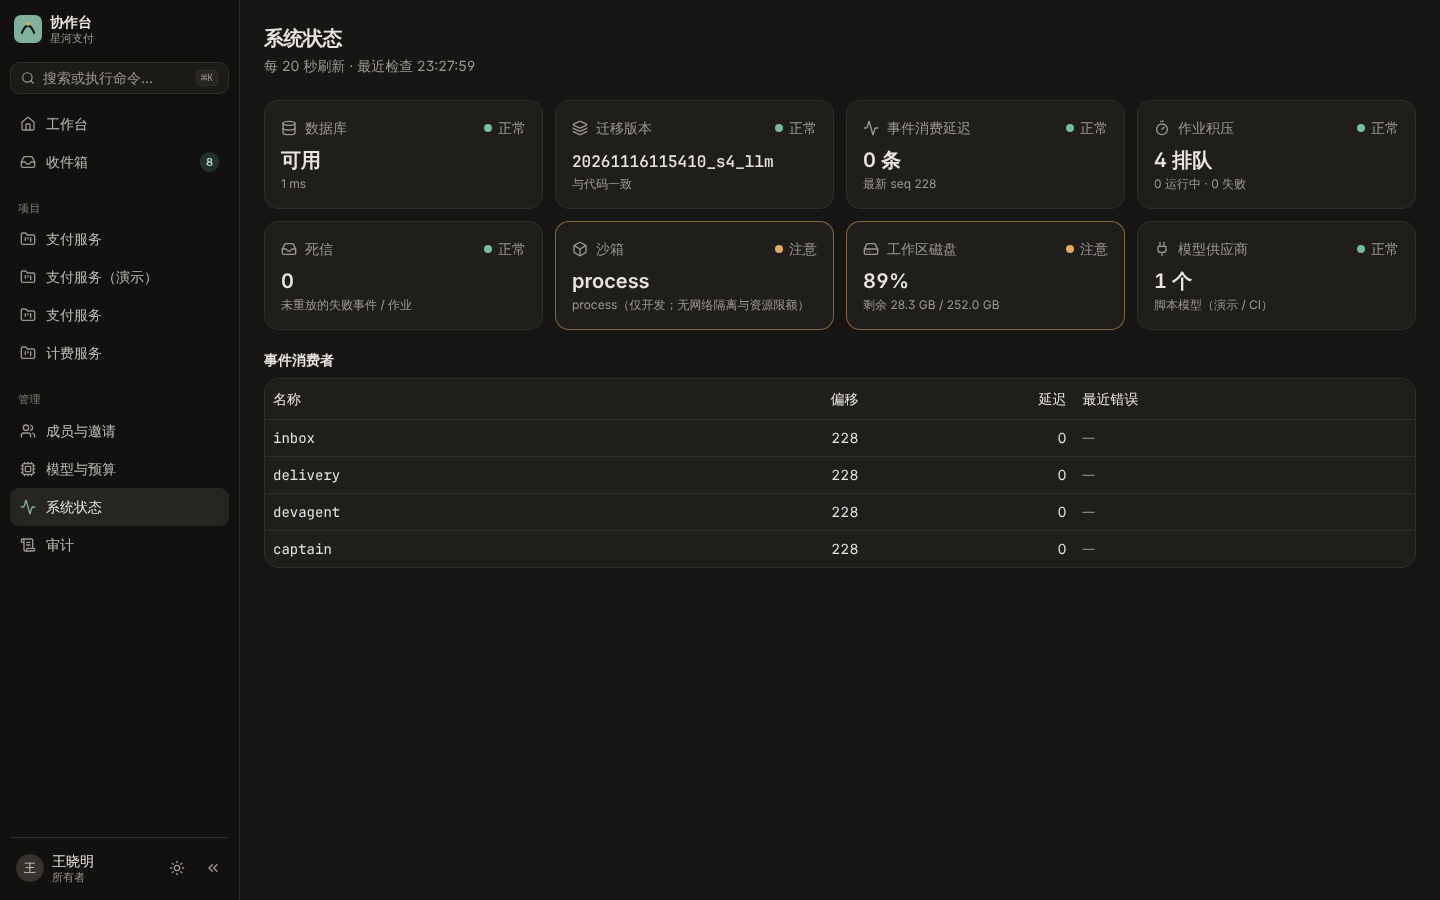 协作台
星河支付
搜索或执行命令... ⌘K
工作台
收件箱 8
项目
支付服务
支付服务（演示）
支付服务
计费服务
管理
成员与邀请
模型与预算
系统状态
审计
王 王晓明
所有者
系统状态
每 20 秒刷新 · 最近检查 23:27:59
数据库 正常
可用
1 ms
迁移版本 正常
20261116115410_s4_llm
与代码一致
事件消费延迟 正常
0 条
最新 seq 228
作业积压 正常
4 排队
0 运行中 · 0 失败
死信 正常
0
未重放的失败事件 / 作业
沙箱 注意
process
process（仅开发；无网络隔离与资源限额）
工作区磁盘 注意
89%
剩余 28.3 GB / 252.0 GB
模型供应商 正常
1 个
脚本模型（演示 / CI）
事件消费者
名称 偏移 延迟 最近错误
inbox 228 0 —
delivery 228 0 —
devagent 228 0 —
captain 228 0 —